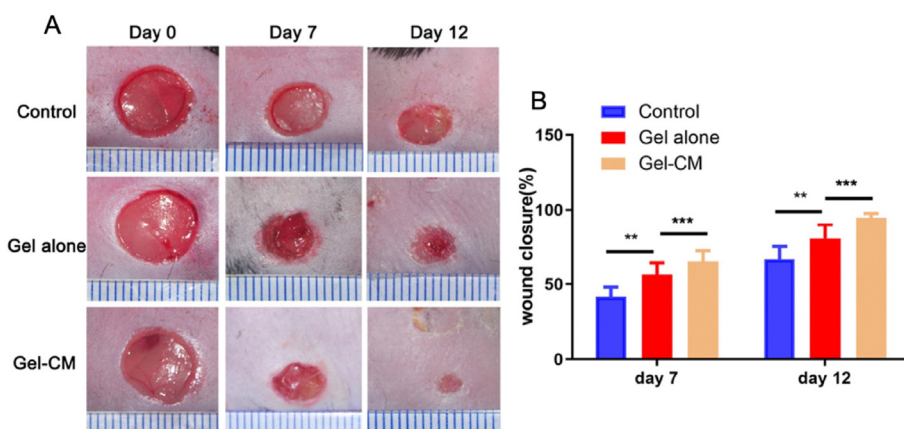 A
Day 0 Day 7 Day 12
Control
Gel alone
Gel-CM
B
Control
Gel alone
Gel-CM
wound closure(%)
150
100
50
0
** ***
** ***
day 7 day 12